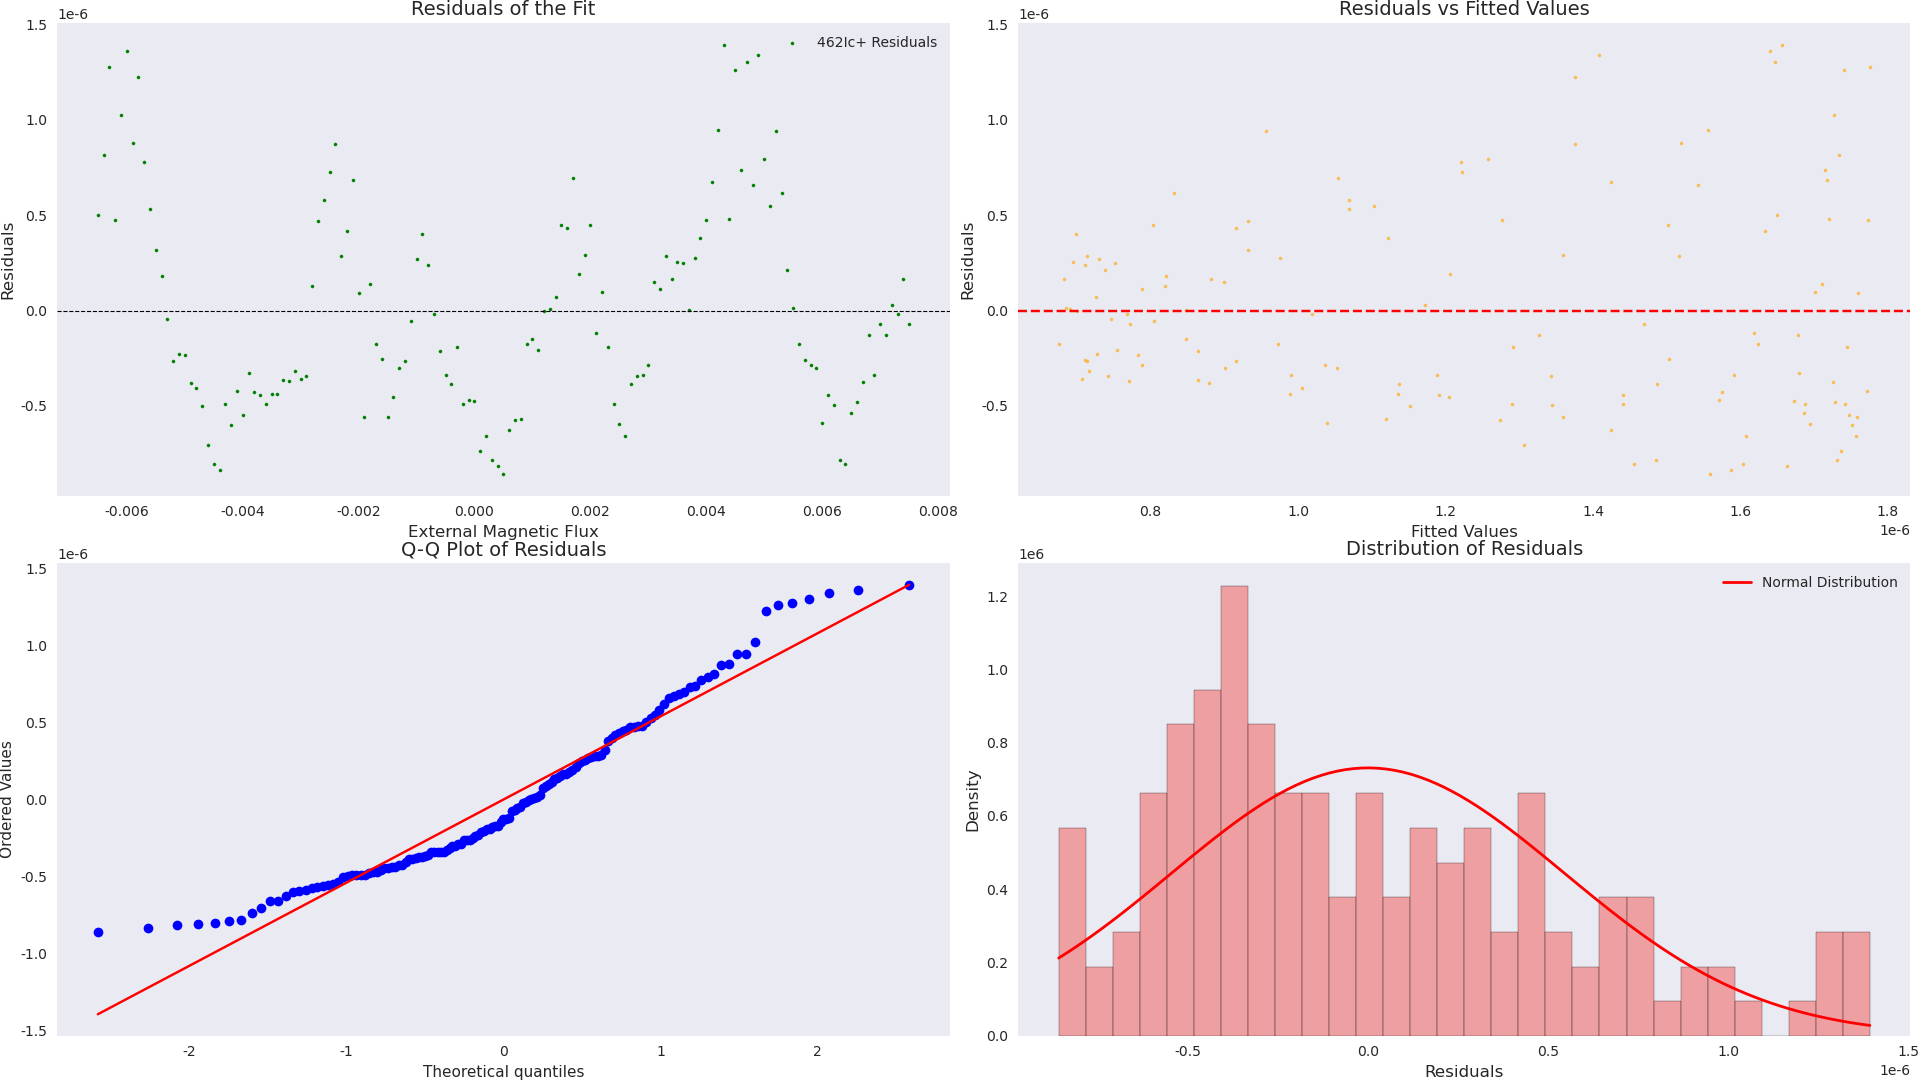 Residuals of the Fit
1e-6
1.5
1.0
0.5
0.0
-0.5
Residuals
462Ic+ Residuals
-0.006 -0.004 -0.002 0.000 0.002 0.004 0.006 0.008
External Magnetic Flux
Residuals vs Fitted Values
1e-6
1.5
1.0
0.5
0.0
-0.5
Residuals
0.8 1.0 1.2 1.4 1.6 1.8
1e-6
Fitted Values
Q-Q Plot of Residuals
1e-6
1.5
1.0
0.5
0.0
-0.5
-1.0
-1.5
Ordered Values
-2 -1 0 1 2
Theoretical quantiles
Distribution of Residuals
1e6
1.2
1.0
0.8
0.6
0.4
0.2
0.0
Density
Normal Distribution
-0.5 0.0 0.5 1.0 1.5
1e-6
Residuals